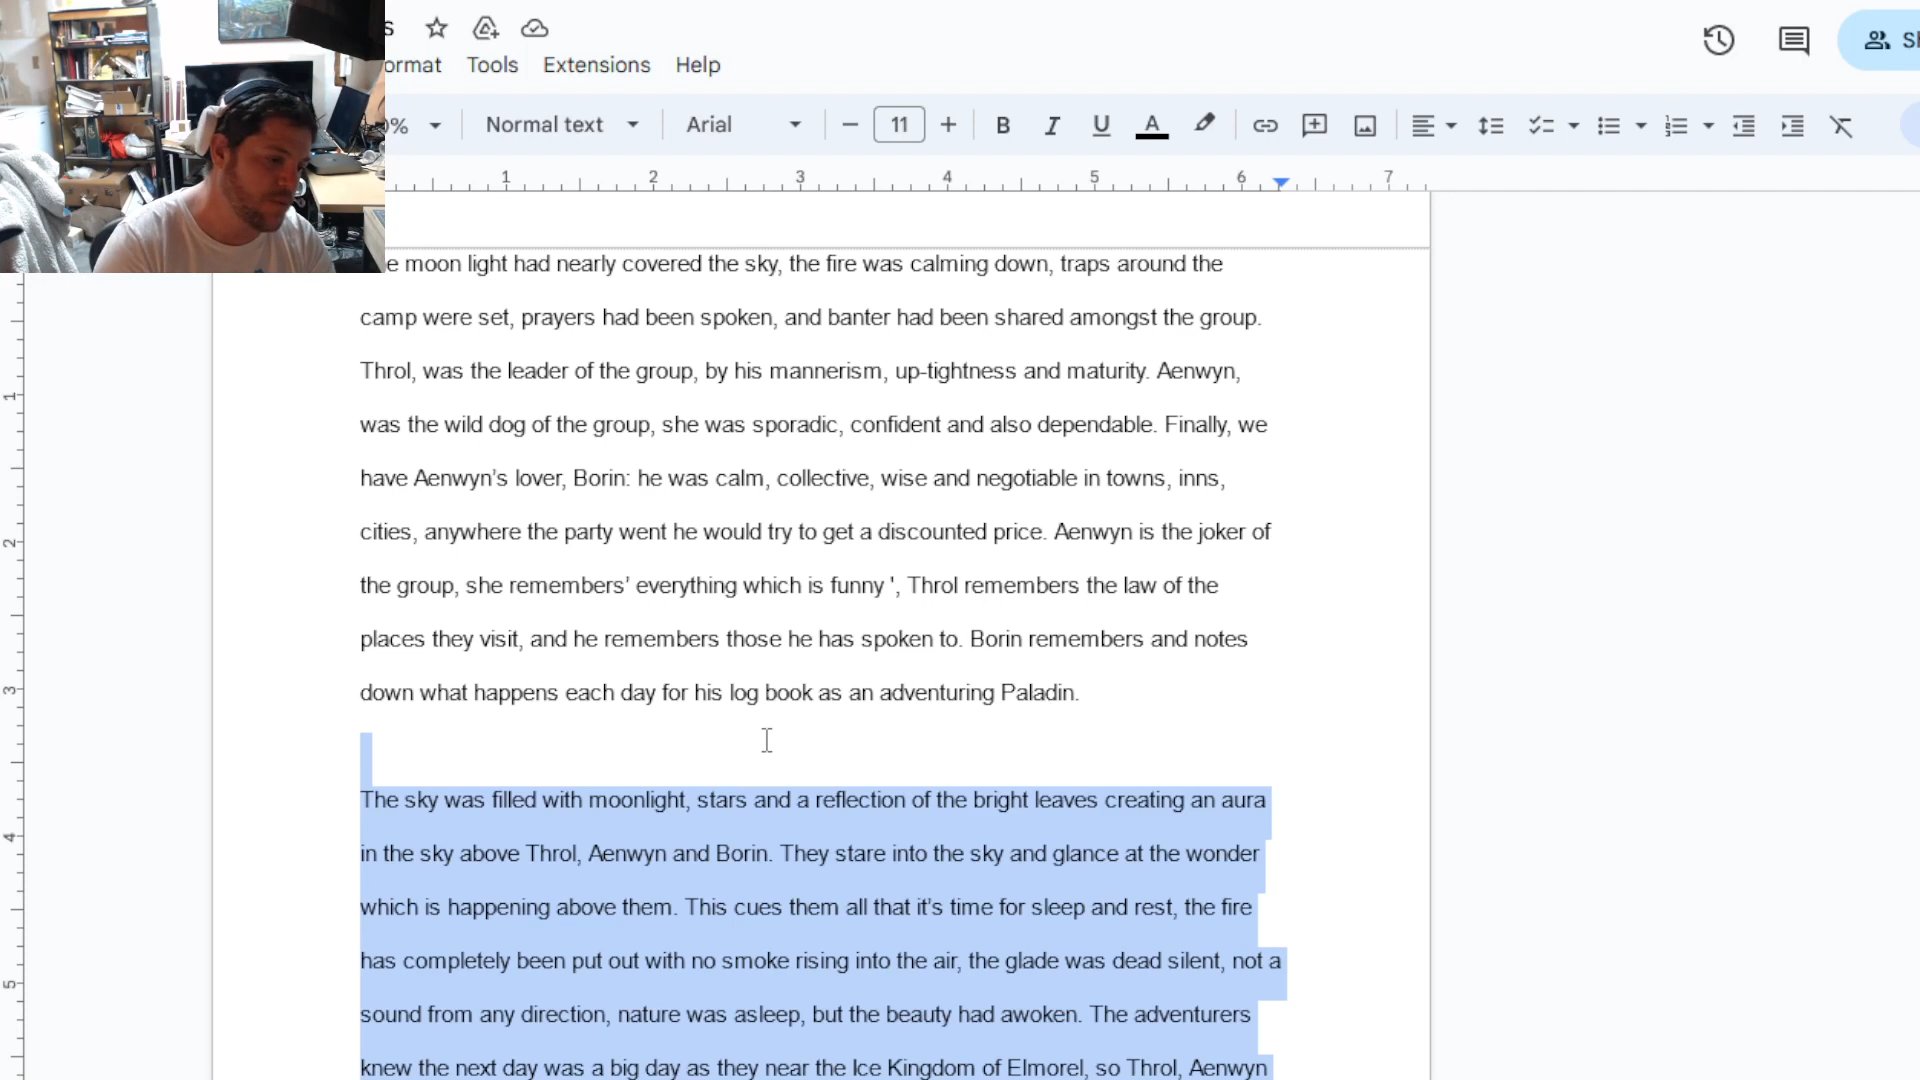 Tools Extensions Help
Normal text Arial 11 B I U A
1 2 3 4 5 6 7
moon light had nearly covered the sky, the fire was calming down, traps around the
camp were set, prayers had been spoken, and banter had been shared amongst the group.
Throl, was the leader of the group, by his mannerism, up-tightness and maturity. Aenwyn,
1
was the wild dog of the group, she was sporadic, confident and also dependable. Finally, we
have Aenwyn's lover, Borin: he was calm, collective, wise and negotiable in towns, inns,
cities, anywhere the party went he would try to get a discounted price. Aenwyn is the joker of
2
the group, she remembers' everything which is funny ', Throl remembers the law of the
places they visit, and he remembers those he has spoken to. Borin remembers and notes
3
down what happens each day for his log book as an adventuring Paladin.
The sky was filled with moonlight, stars and a reflection of the bright leaves creating an aura
4
in the sky above Throl, Aenwyn and Borin. They stare into the sky and glance at the wonder
which is happening above them. This cues them all that it's time for sleep and rest, the fire
has completely been put out with no smoke rising into the air, the glade was dead silent, not a
5
sound from any direction, nature was asleep, but the beauty had awoken. The adventurers
knew the next day was a big day as they near the Ice Kingdom of Elmorel, so Throl, Aenwyn